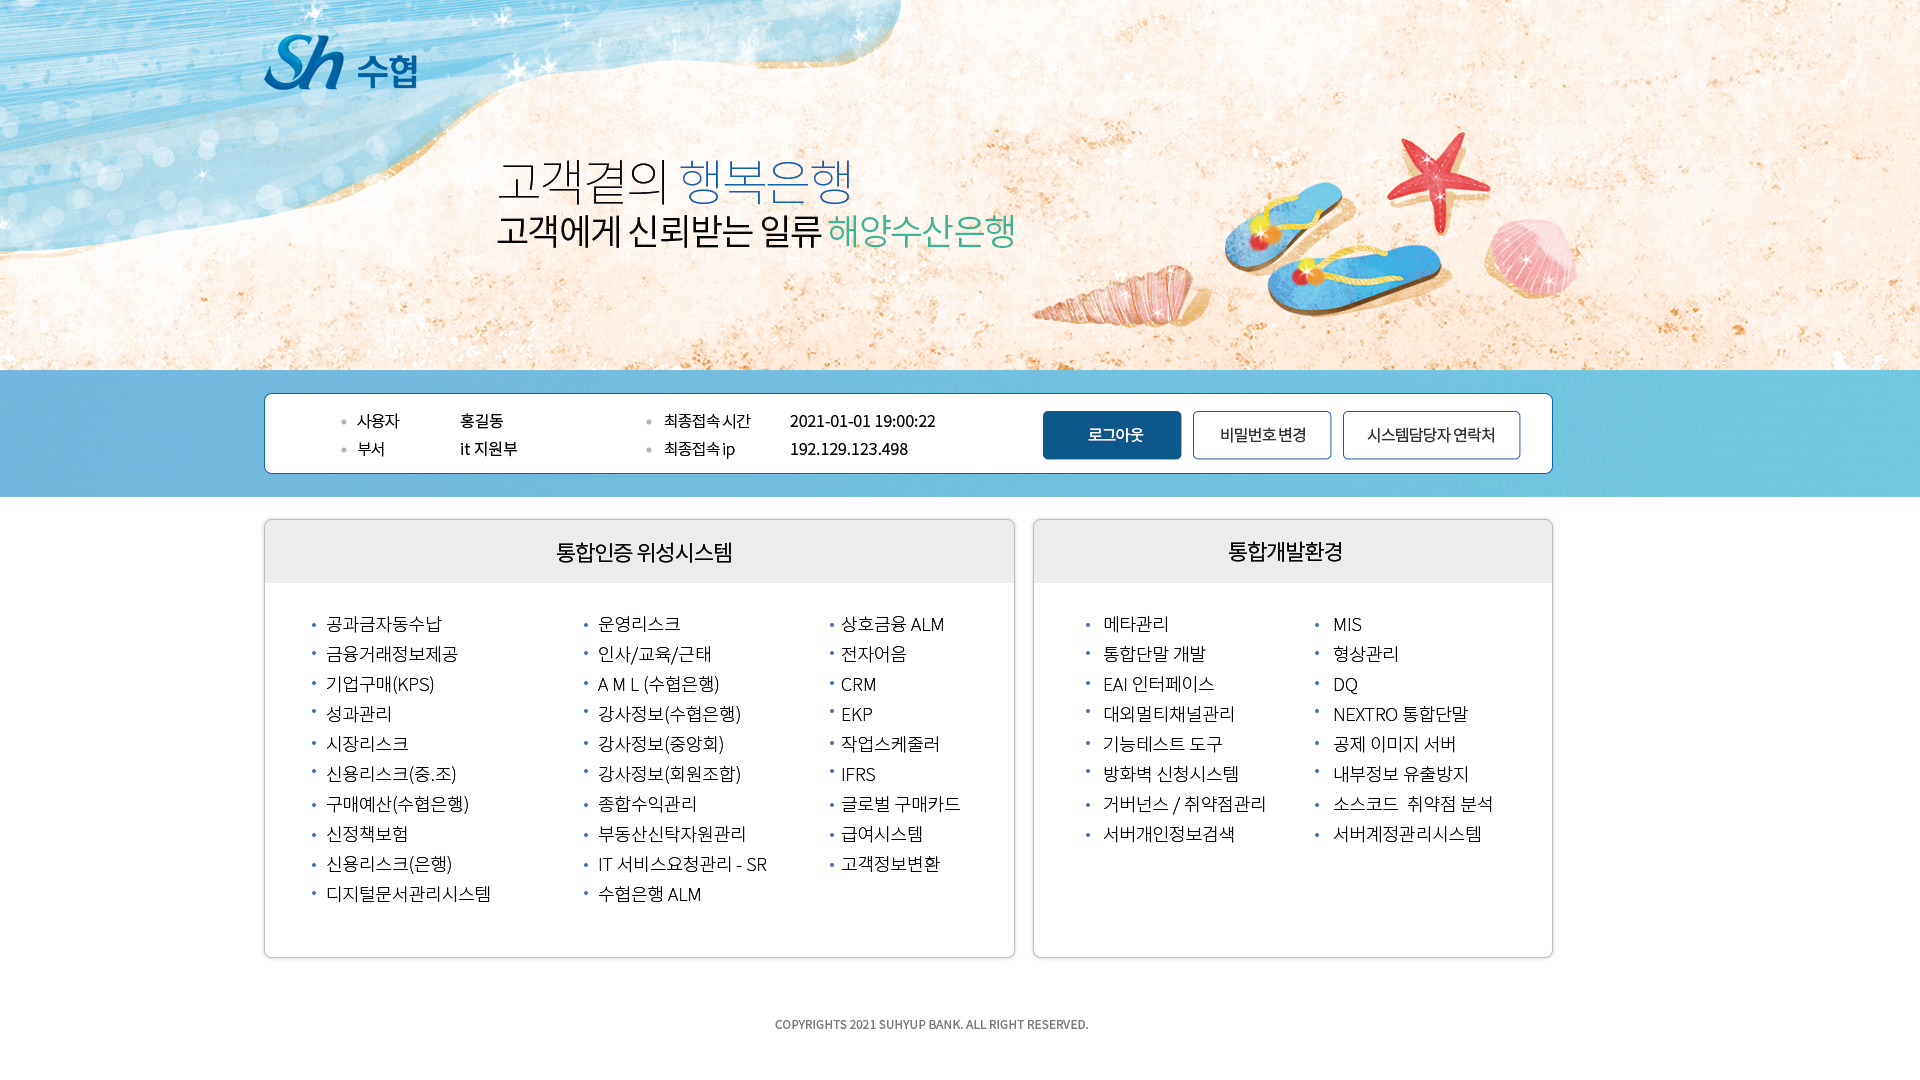 Sh 수협
고객곁의 행복은행
고객에게 신뢰받는 일류 해양수산은행
사용자 홍길동 최종접속 시간 2021-01-01 19:00:22
부서 it 지원부 최종접속 ip 192.129.123.498
로그아웃 비밀번호 변경 시스템담당자 연락처
통합인증 위성시스템
공과금자동수납 운영리스크 상호금융 ALM
금융거래정보제공 인사/교육/근태 전자어음
기업구매(KPS) A M L (수협은행) CRM
성과관리 강사정보(수협은행) EKP
시장리스크 강사정보(중앙회) 작업스케줄러
신용리스크(중.조) 강사정보(회원조합) IFRS
구매예산(수협은행) 종합수익관리 글로벌 구매카드
신정책보험 부동산신탁자원관리 급여시스템
신용리스크(은행) IT 서비스요청관리 - SR 고객정보변환
디지털문서관리시스템 수협은행 ALM
통합개발환경
메타관리 MIS
통합단말 개발 형상관리
EAI 인터페이스 DQ
대외멀티채널관리 NEXTRO 통합단말
기능테스트 도구 공제 이미지 서버
방화벽 신청시스템 내부정보 유출방지
거버넌스 / 취약점관리 소스코드 취약점 분석
서버개인정보검색 서버계정관리시스템
COPYRIGHTS 2021 SUHYUP BANK. ALL RIGHT RESERVED.